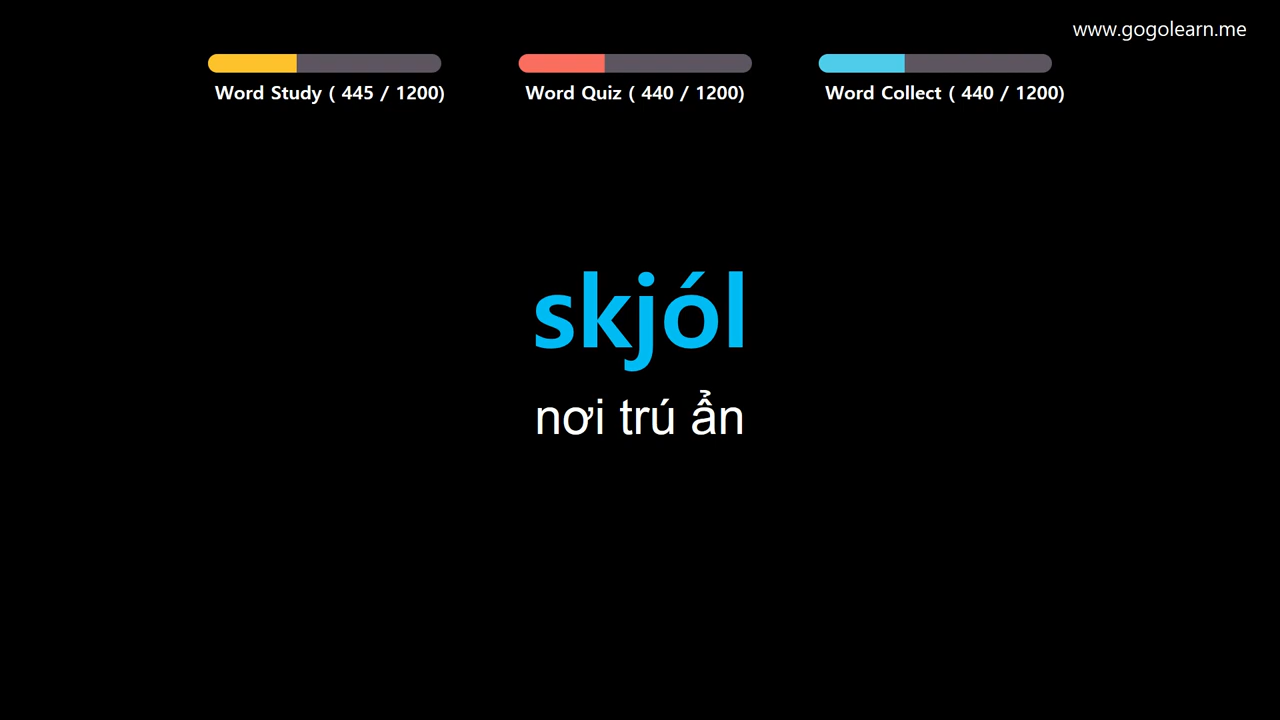 www.gogolearn.me
Word Study ( 445 / 1200)
Word Quiz ( 440 / 1200)
Word Collect ( 440 / 1200)
skjól
nơi trú ẩn